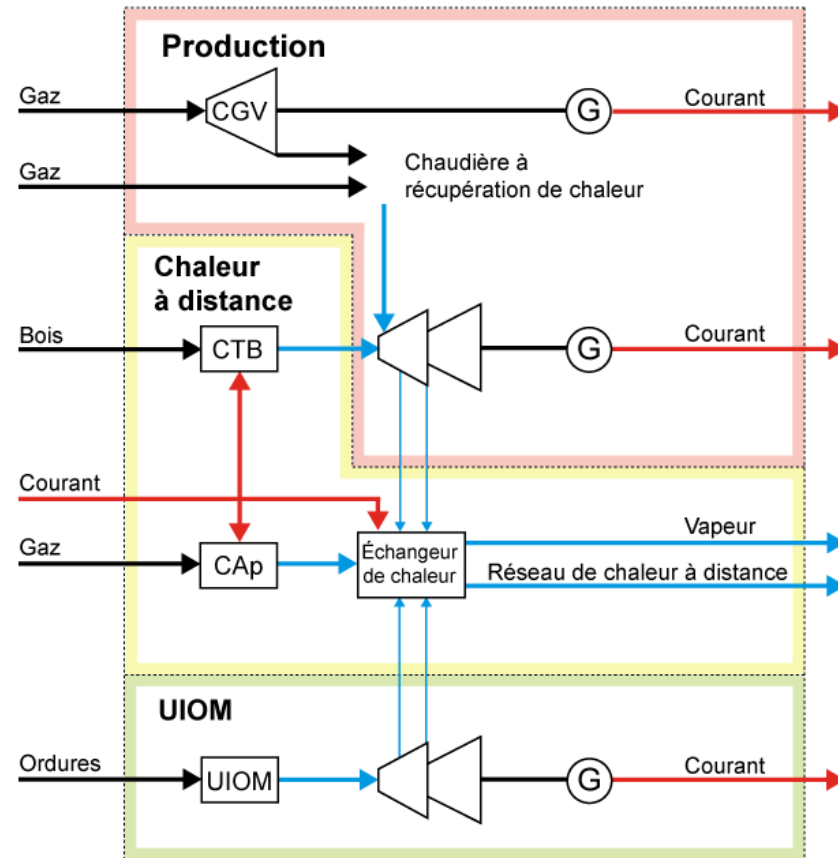 Production
Gaz
CGV
G
Courant
Gaz
Chaudière à
récupération de chaleur
Chaleur
à distance
Bois
CTB
G
Courant
Courant
Gaz
CAp
Échangeur
de chaleur
Vapeur
Réseau de chaleur à distance
UIOM
Ordures
UIOM
G
Courant